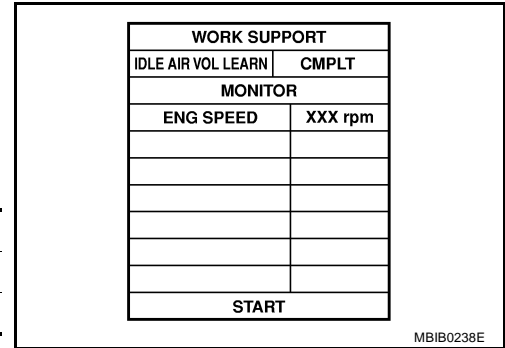 WORK SUPPORT
IDLE AIR VOL LEARN CMPLT
MONITOR
ENG SPEED XXX rpm
START
MBIB0238E